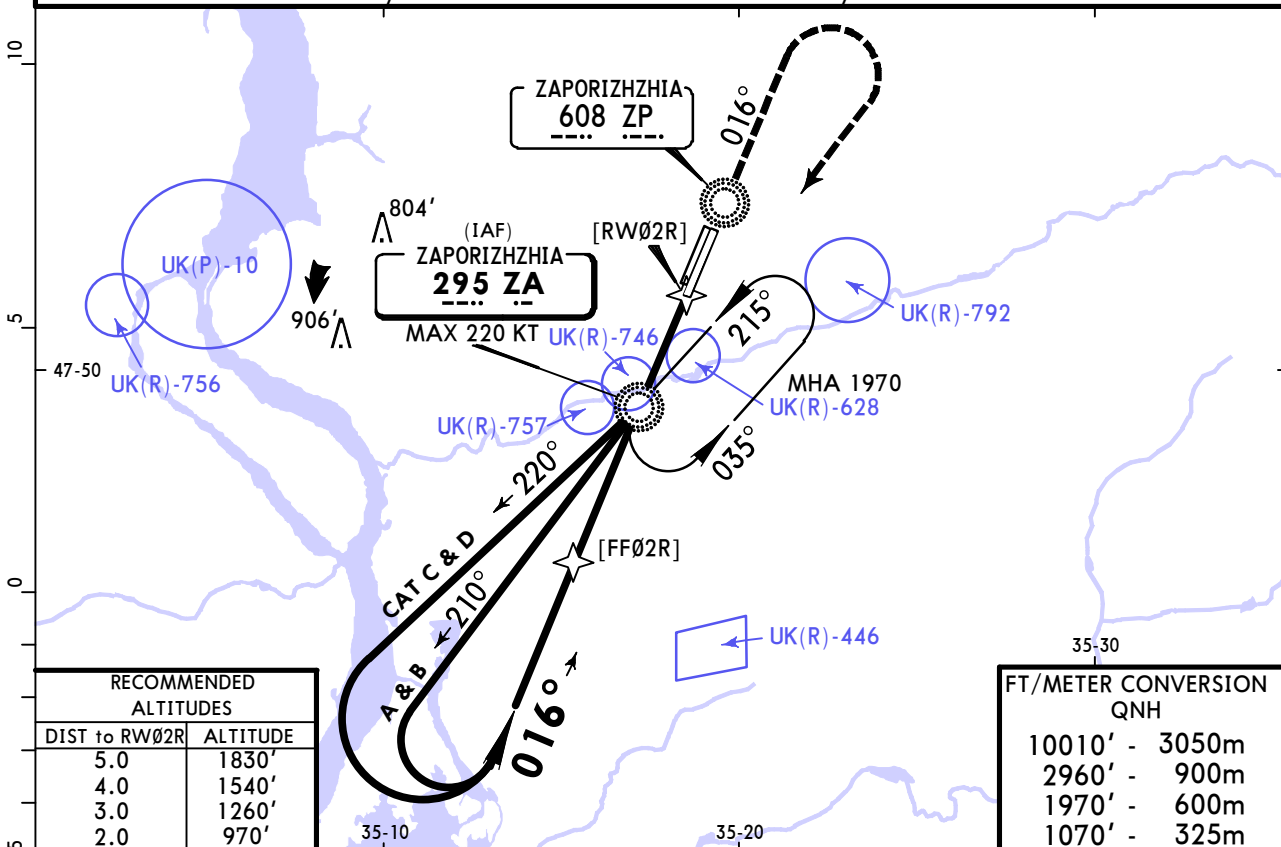 10
5
0
ZAPORIZHZHIA
608 ZP
016°
804'
(IAF)
ZAPORIZHZHIA
295 ZA
MAX 220 KT
[RWØ2R]
UK(P)-10
906'
UK(R)-746
215°
UK(R)-792
47-50
UK(R)-756
MHA 1970
UK(R)-628
UK(R)-757
035°
← 220°
CAT C & D
[FFØ2R]
← 210°
A & B
016° →
UK(R)-446
35-30
RECOMMENDED
ALTITUDES
DIST to RWØ2R ALTITUDE
5.0 1830'
4.0 1540'
3.0 1260'
2.0 970'
35-10
35-20
FT/METER CONVERSION
QNH
10010' - 3050m
2960' - 900m
1970' - 600m
1070' - 325m